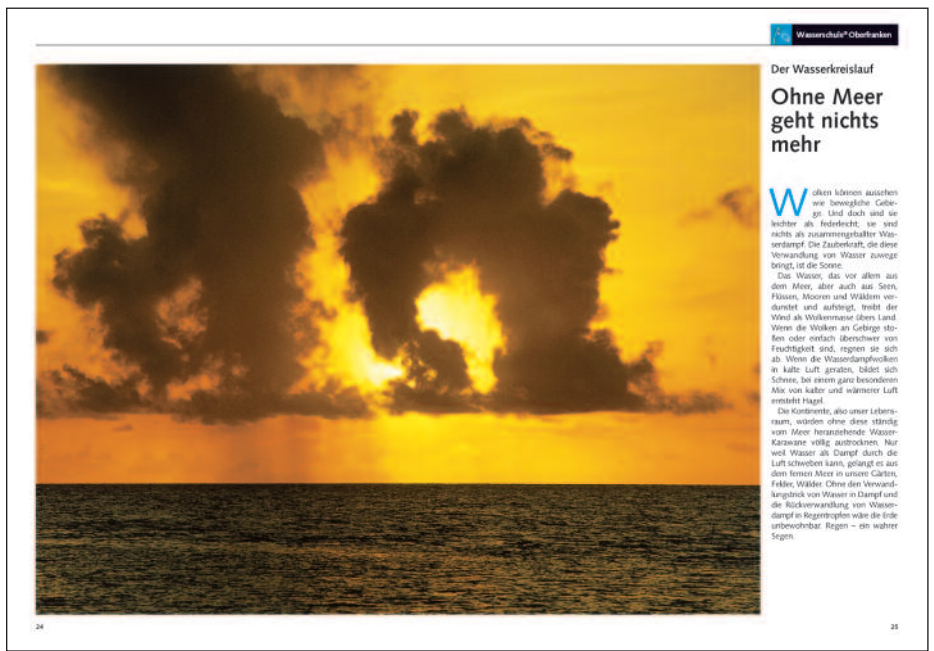 Wasserschule® Oberfranken
Der Wasserkreislauf
Ohne Meer
geht nichts
mehr
Wolken können aussehen
wie bewegliche Gebir-
ge. Und doch sind sie
leichter als federleicht; sie sind
nichts als zusammengeballter Was-
serdampf. Die Zauberkraft, die diese
Verwandlung von Wasser zuwege
bringt, ist die Sonne.
Das Wasser, das vor allem aus
dem Meer, aber auch aus Seen,
Flüssen, Mooren und Wäldern ver-
dunstet und aufsteigt, treibt der
Wind als Wolkenmasse übers Land.
Wenn die Wolken an Gebirge sto-
ßen oder einfach überschwer von
Feuchtigkeit sind, regnen sie sich
ab. Wenn die Wasserdampfwolken
in kalte Luft geraten, bildet sich
Schnee, bei einem ganz besonderen
Mix von kalter und wärmerer Luft
entsteht Hagel.
Die Kontinente, also unser Lebens-
raum, würden ohne diese ständig
vom Meer heranziehende Wasser-
Karawane völlig austrocknen. Nur
weil Wasser als Dampf durch die
Luft schweben kann, gelangt es aus
dem fernen Meer in unsere Gärten,
Felder, Wälder. Ohne den Verwand-
lungstrick von Wasser in Dampf und
die Rückverwandlung von Wasser-
dampf in Regentropfen wäre die Erde
unbewohnbar. Regen – ein wahrer
Segen.
24
25